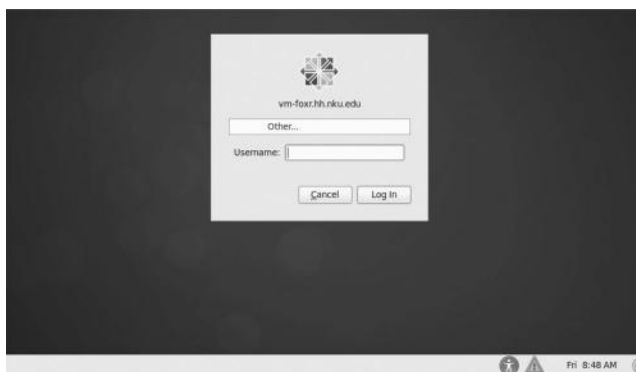 vm-foxr.hh.nku.edu
Other...
Username:
Cancel
Log In
Fri 8:48 AM